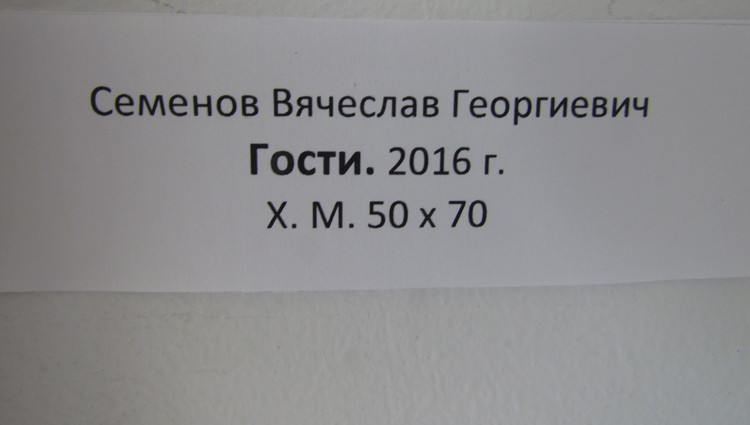 Семенов Вячеслав Георгиевич
Гости. 2016 г.
Х. М. 50 х 70